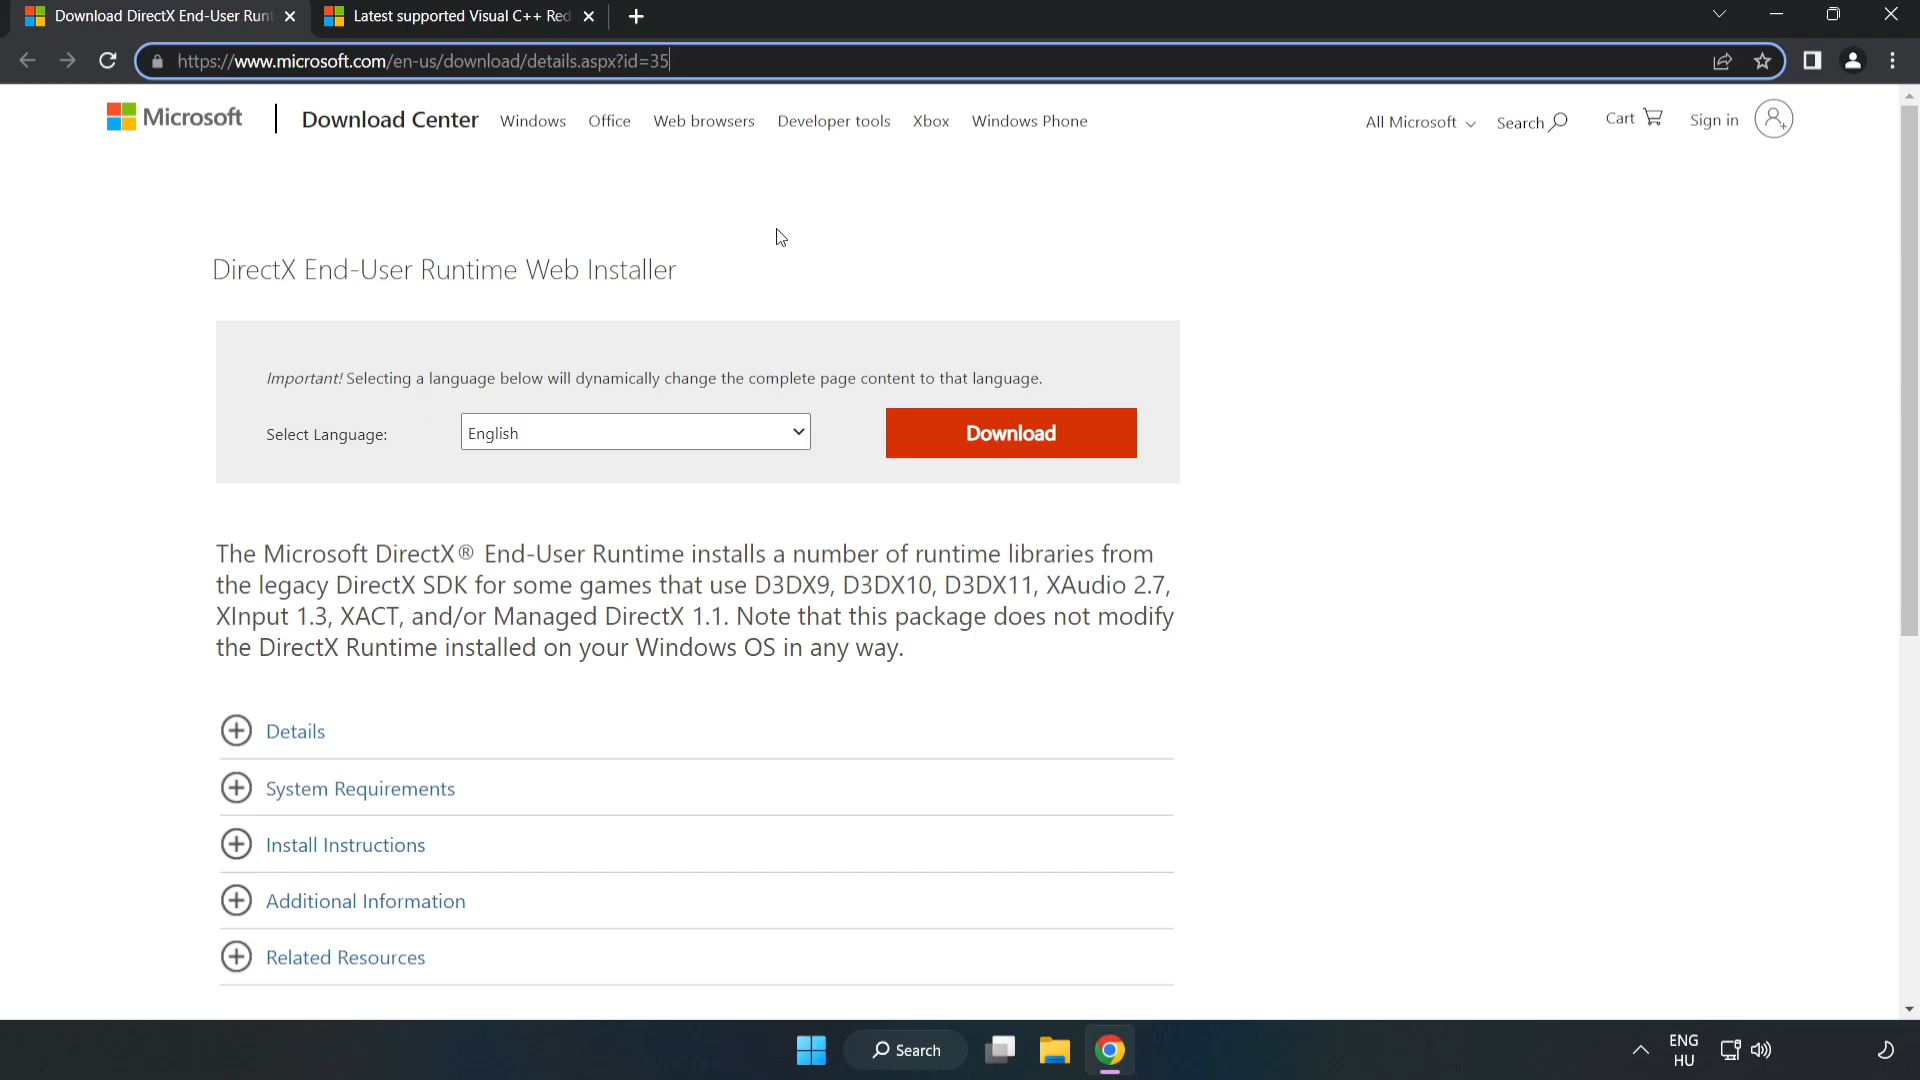 Download DirectX End-User Runt
Latest supported Visual C++ Red
https://www.microsoft.com/en-us/download/details.aspx?id=35
Microsoft
Download Center
Windows
Office
Web browsers
Developer tools
Xbox
Windows Phone
All Microsoft
Search
Cart
Sign in
DirectX End-User Runtime Web Installer
Important! Selecting a language below will dynamically change the complete page content to that language.
Select Language:
English
Download
The Microsoft DirectX® End-User Runtime installs a number of runtime libraries from
the legacy DirectX SDK for some games that use D3DX9, D3DX10, D3DX11, XAudio 2.7,
XInput 1.3, XACT, and/or Managed DirectX 1.1. Note that this package does not modify
the DirectX Runtime installed on your Windows OS in any way.
Details
System Requirements
Install Instructions
Additional Information
Related Resources
Search
ENG
HU